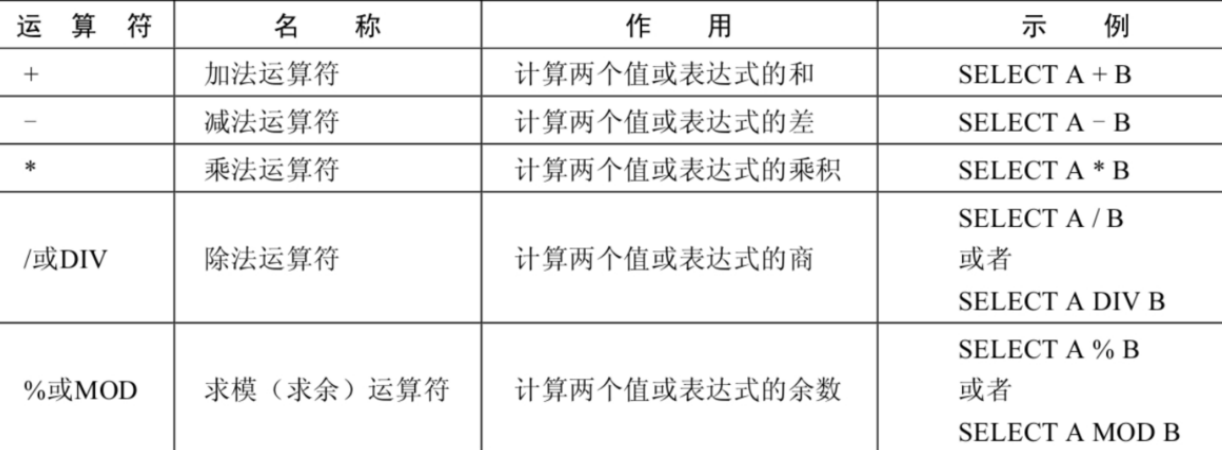 运算符 名称 作用 示例
+ 加法运算符 计算两个值或表达式的和 SELECT A + B
- 减法运算符 计算两个值或表达式的差 SELECT A - B
* 乘法运算符 计算两个值或表达式的乘积 SELECT A * B
/或DIV 除法运算符 计算两个值或表达式的商 SELECT A / B
或者
SELECT A DIV B
%或MOD 求模（求余）运算符 计算两个值或表达式的余数 SELECT A % B
或者
SELECT A MOD B